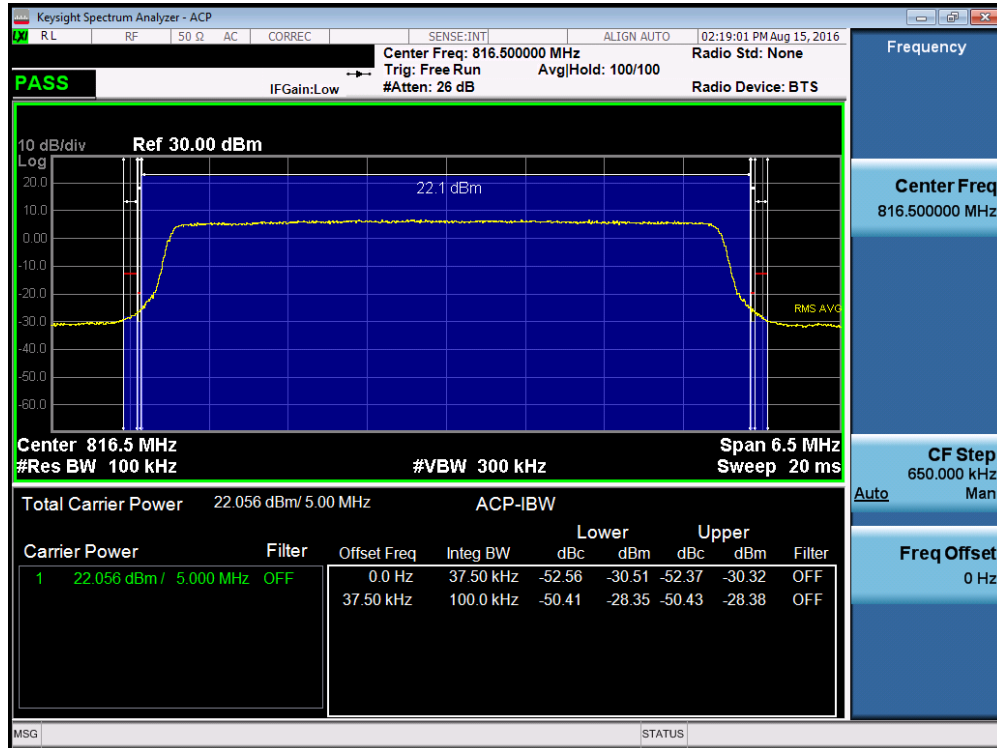 Keysight Spectrum Analyzer - ACP
LXI RL RF 50 Ω AC CORREC SENSE:INT ALIGN AUTO 02:19:01 PM Aug 15, 2016
Center Freq: 816.500000 MHz Radio Std: None
Trig: Free Run Avg|Hold: 100/100
PASS IFGain:Low #Atten: 26 dB Radio Device: BTS
10 dB/div Ref 30.00 dBm
Log
20.0
22.1 dBm
10.0
0.00
-10.0
-20.0
-30.0
RMS AVG
-40.0
-50.0
-60.0
Center 816.5 MHz Span 6.5 MHz
#Res BW 100 kHz #VBW 300 kHz Sweep 20 ms
Total Carrier Power 22.056 dBm/ 5.00 MHz ACP-IBW
Lower Upper
Carrier Power Filter Offset Freq Integ BW dBc dBm dBc dBm Filter
1 22.056 dBm / 5.000 MHz OFF 0.0 Hz 37.50 kHz -52.56 -30.51 -52.37 -30.32 OFF
37.50 kHz 100.0 kHz -50.41 -28.35 -50.43 -28.38 OFF
Frequency
Center Freq
816.500000 MHz
CF Step
650.000 kHz
Auto Man
Freq Offset
0 Hz
MSG STATUS